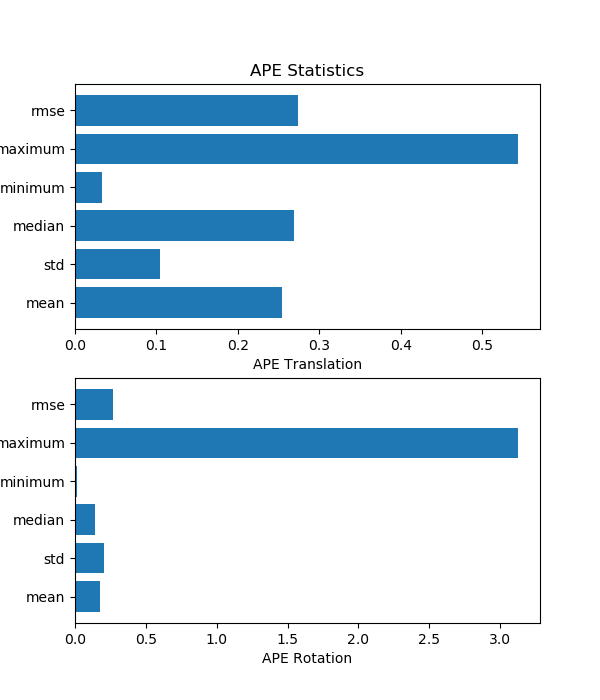 APE Statistics
rmse
maximum
minimum
median
std
mean
0.0 0.1 0.2 0.3 0.4 0.5
APE Translation
rmse
maximum
minimum
median
std
mean
0.0 0.5 1.0 1.5 2.0 2.5 3.0
APE Rotation